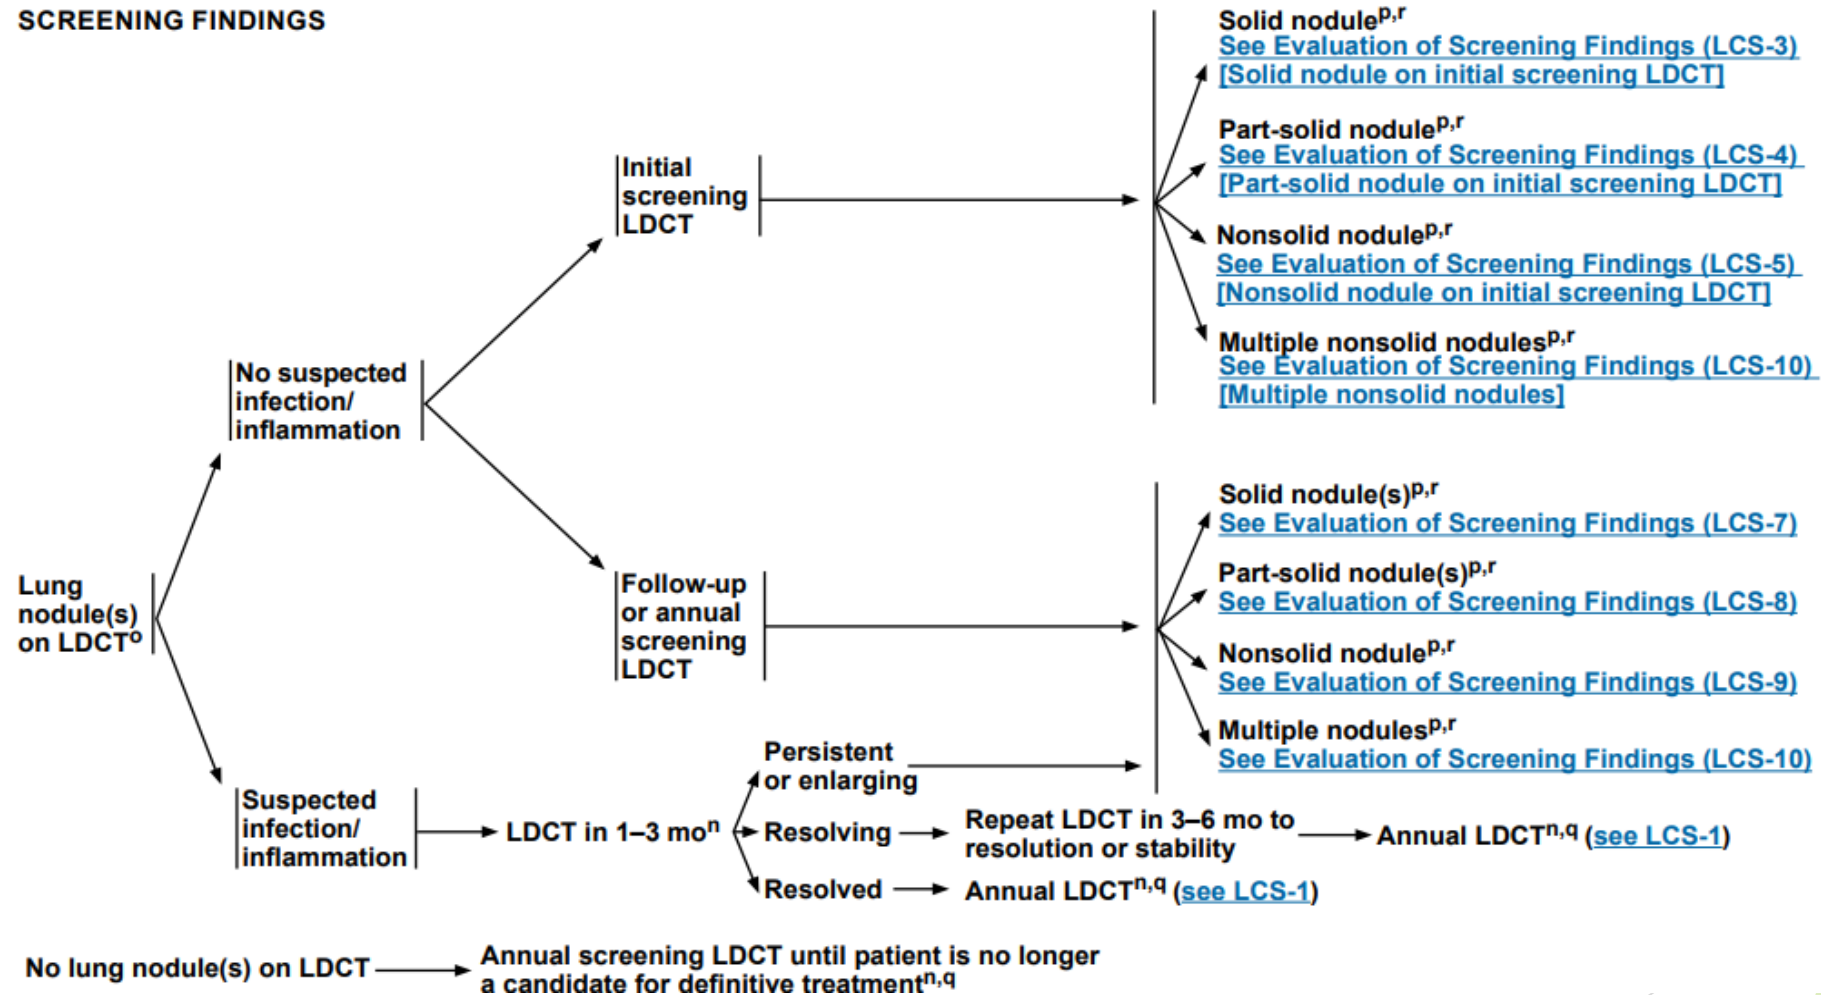 SCREENING FINDINGS
Lung
nodule(s)
on LDCTo
No suspected
infection/
inflammation
Initial
screening
LDCT
Solid nodulep,r
See Evaluation of Screening Findings (LCS-3)
[Solid nodule on initial screening LDCT]
Part-solid nodulep,r
See Evaluation of Screening Findings (LCS-4)
[Part-solid nodule on initial screening LDCT]
Nonsolid nodulep,r
See Evaluation of Screening Findings (LCS-5)
[Nonsolid nodule on initial screening LDCT]
Multiple nonsolid nodulesp,r
See Evaluation of Screening Findings (LCS-10)
[Multiple nonsolid nodules]
Follow-up
or annual
screening
LDCT
Solid nodule(s)p,r
See Evaluation of Screening Findings (LCS-7)
Part-solid nodule(s)p,r
See Evaluation of Screening Findings (LCS-8)
Nonsolid nodulep,r
See Evaluation of Screening Findings (LCS-9)
Multiple nodulesp,r
See Evaluation of Screening Findings (LCS-10)
Suspected
infection/
inflammation
LDCT in 1–3 mon
Persistent
or enlarging
Resolving
Repeat LDCT in 3–6 mo to
resolution or stability
Annual LDCTn,q (see LCS-1)
Resolved
Annual LDCTn,q (see LCS-1)
No lung nodule(s) on LDCT
Annual screening LDCT until patient is no longer
a candidate for definitive treatmentn,q